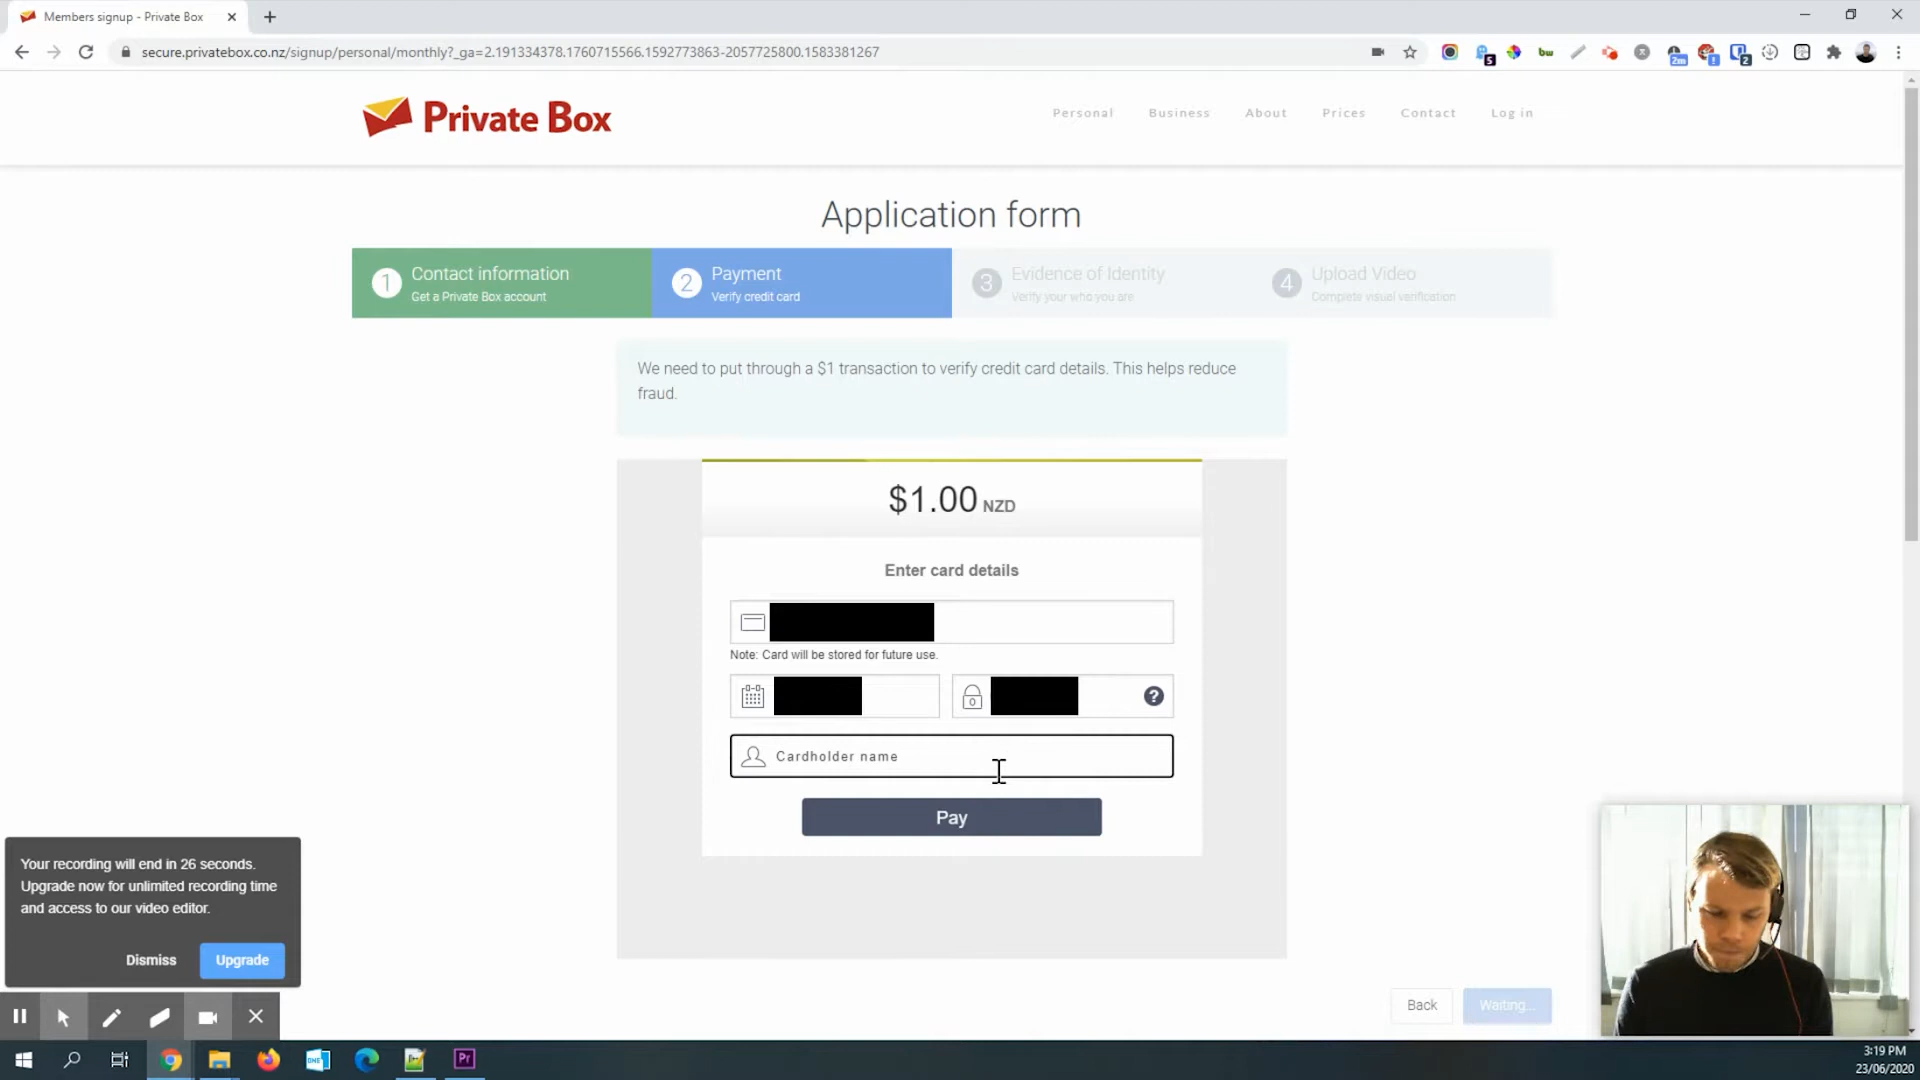 Members signup - Private Box
secure.privatebox.co.nz/signup/personal/monthly?_ga=2.191334378.1760715566.1592773863-2057725800.1583381267
5
bw
2m
!
2
Private Box
Personal Business About Prices Contact Log in
Application form
1 Contact information
Get a Private Box account
2 Payment
Verify credit card
3 Evidence of Identity
Verify your who you are
4 Upload Video
Complete visual verification
We need to put through a $1 transaction to verify credit card details. This helps reduce
fraud.
$1.00 NZD
Enter card details
Note: Card will be stored for future use.
?
Cardholder name
Pay
Your recording will end in 26 seconds.
Upgrade now for unlimited recording time
and access to our video editor.
Dismiss Upgrade
Back Waiting...
Pr
3:19 PM
23/06/2020